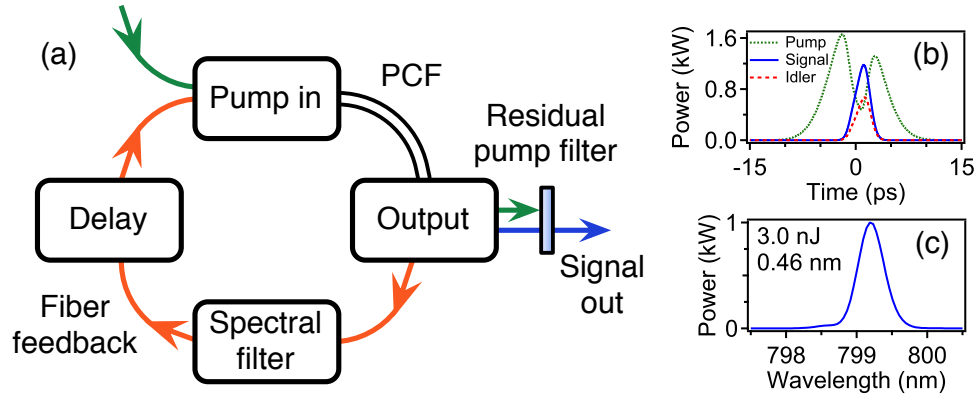 (a)
Pump in
PCF
Residual
pump filter
Delay
Output
Signal
out
Fiber
feedback
Spectral
filter
(b)
Pump
Signal
Idler
Power (kW)
1.6
0.8
0.0
-15
0
15
Time (ps)
(c)
3.0 nJ
0.46 nm
Power (kW)
1
0
798
799
800
Wavelength (nm)